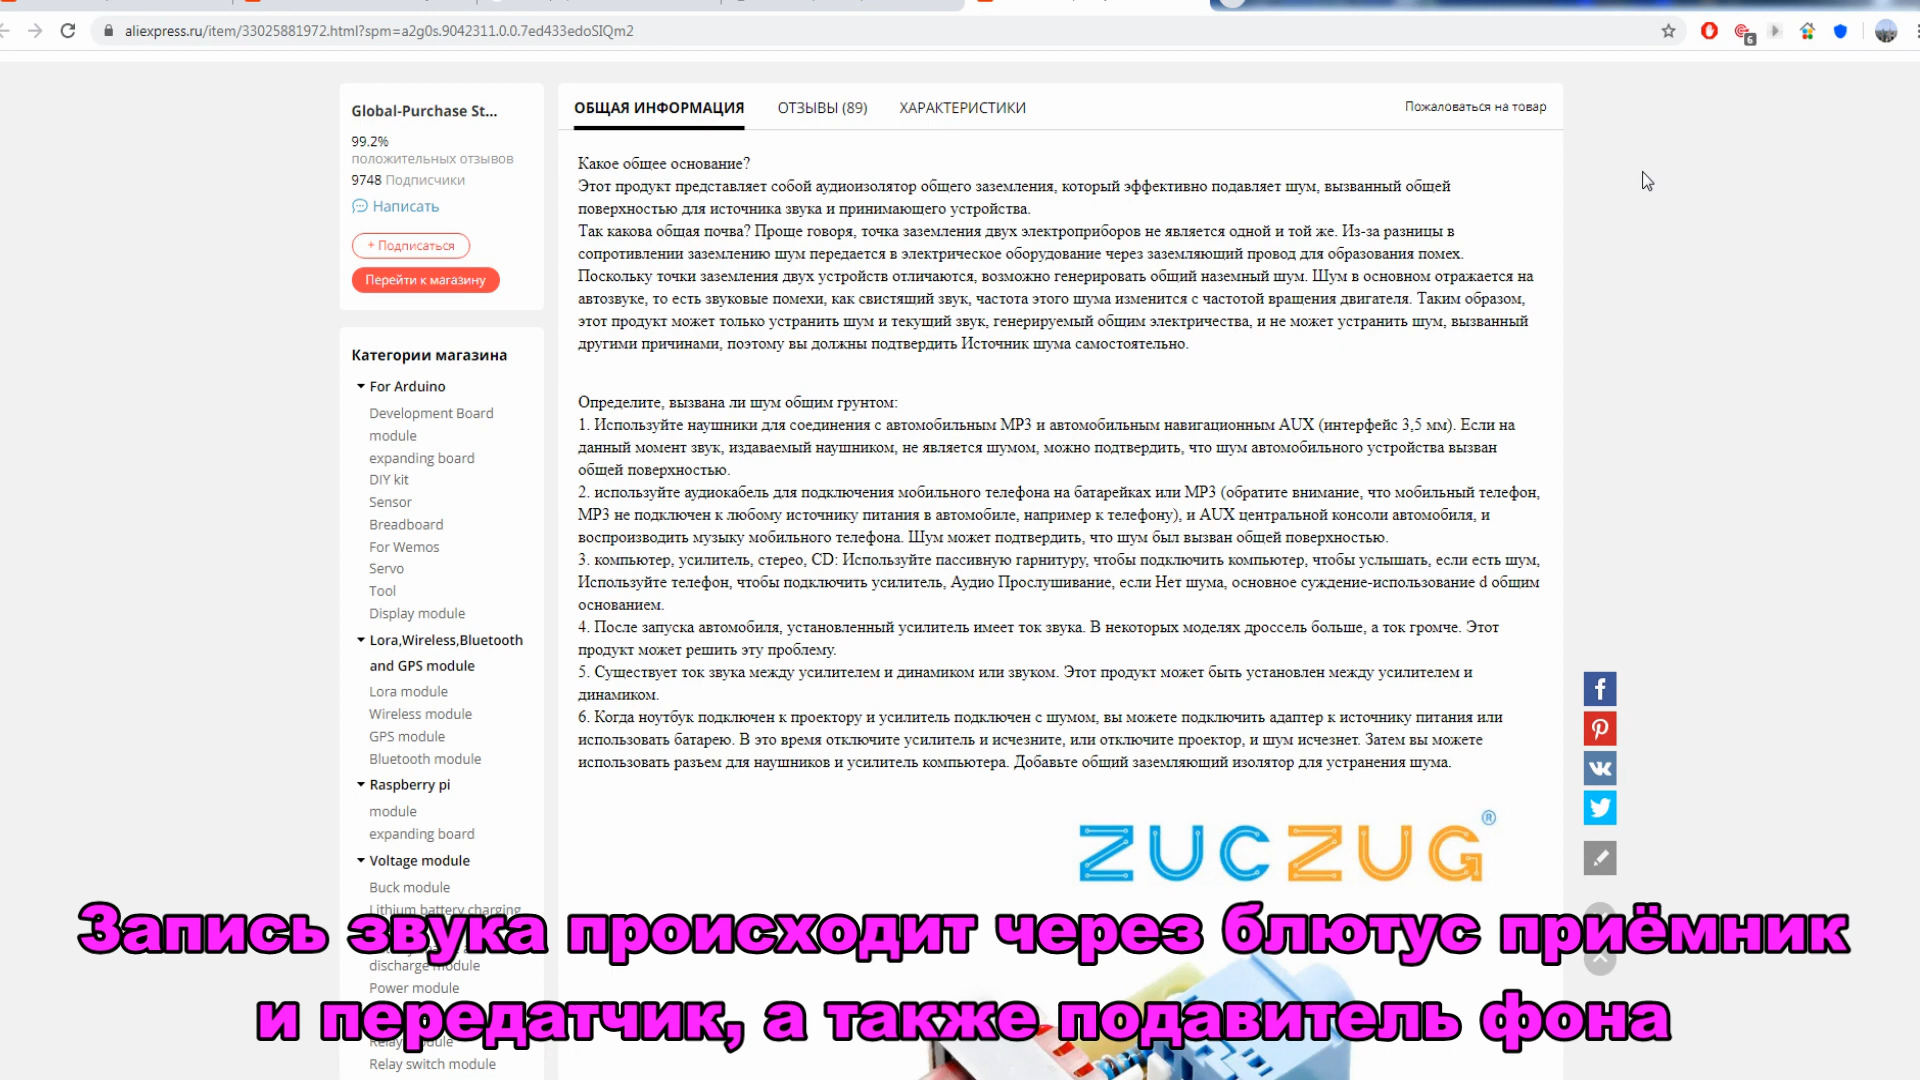 aliexpress.ru/item/33025881972.html?spm=a2g0s.9042311.0.0.7ed433edoSIQm2
6
Global-Purchase St...
99.2%
положительных отзывов
9748 Подписчики
Написать
+ Подписаться
Перейти к магазину
Категории магазина
For Arduino
Development Board
module
expanding board
DIY kit
Sensor
Breadboard
For Wemos
Servo
Tool
Display module
Lora,Wireless,Bluetooth
and GPS module
Lora module
Wireless module
GPS module
Bluetooth module
Raspberry pi
module
expanding board
Voltage module
Buck module
Lithium battery charging
discharge module
Power module
Relay module
Relay switch module
ОБЩАЯ ИНФОРМАЦИЯ ОТЗЫВЫ (89) ХАРАКТЕРИСТИКИ Пожаловаться на товар
Какое общее основание?
Этот продукт представляет собой аудиоизолятор общего заземления, который эффективно подавляет шум, вызванный общей
поверхностью для источника звука и принимающего устройства.
Так какова общая почва? Проще говоря, точка заземления двух электроприборов не является одной и той же. Из-за разницы в
сопротивлении заземлению шум передается в электрическое оборудование через заземляющий провод для образования помех.
Поскольку точки заземления двух устройств отличаются, возможно генерировать общий наземный шум. Шум в основном отражается на
автозвуке, то есть звуковые помехи, как свистящий звук, частота этого шума изменится с частотой вращения двигателя. Таким образом,
этот продукт может только устранить шум и текущий звук, генерируемый общим электричества, и не может устранить шум, вызванный
другими причинами, поэтому вы должны подтвердить Источник шума самостоятельно.
Определите, вызвана ли шум общим грунтом:
1. Используйте наушники для соединения с автомобильным MP3 и автомобильным навигационным AUX (интерфейс 3,5 мм). Если на
данный момент звук, издаваемый наушником, не является шумом, можно подтвердить, что шум автомобильного устройства вызван
общей поверхностью.
2. используйте аудиокабель для подключения мобильного телефона на батарейках или MP3 (обратите внимание, что мобильный телефон,
MP3 не подключен к любому источнику питания в автомобиле, например к телефону), и AUX центральной консоли автомобиля, и
воспроизводить музыку мобильного телефона. Шум может подтвердить, что шум был вызван общей поверхностью.
3. компьютер, усилитель, стерео, CD: Используйте пассивную гарнитуру, чтобы подключить компьютер, чтобы услышать, если есть шум,
Используйте телефон, чтобы подключить усилитель, Аудио Прослушивание, если Нет шума, основное суждение-использование d общим
основанием.
4. После запуска автомобиля, установленный усилитель имеет ток звука. В некоторых моделях дроссель больше, а ток громче. Этот
продукт может решить эту проблему.
5. Существует ток звука между усилителем и динамиком или звуком. Этот продукт может быть установлен между усилителем и
динамиком.
6. Когда ноутбук подключен к проектору и усилитель подключен с шумом, вы можете подключить адаптер к источнику питания или
использовать батарею. В это время отключите усилитель и исчезните, или отключите проектор, и шум исчезнет. Затем вы можете
использовать разъем для наушников и усилитель компьютера. Добавьте общий заземляющий изолятор для устранения шума.
ZUCZUG®
Запись звука происходит через блютус приёмник
и передатчик, а также подавитель фона